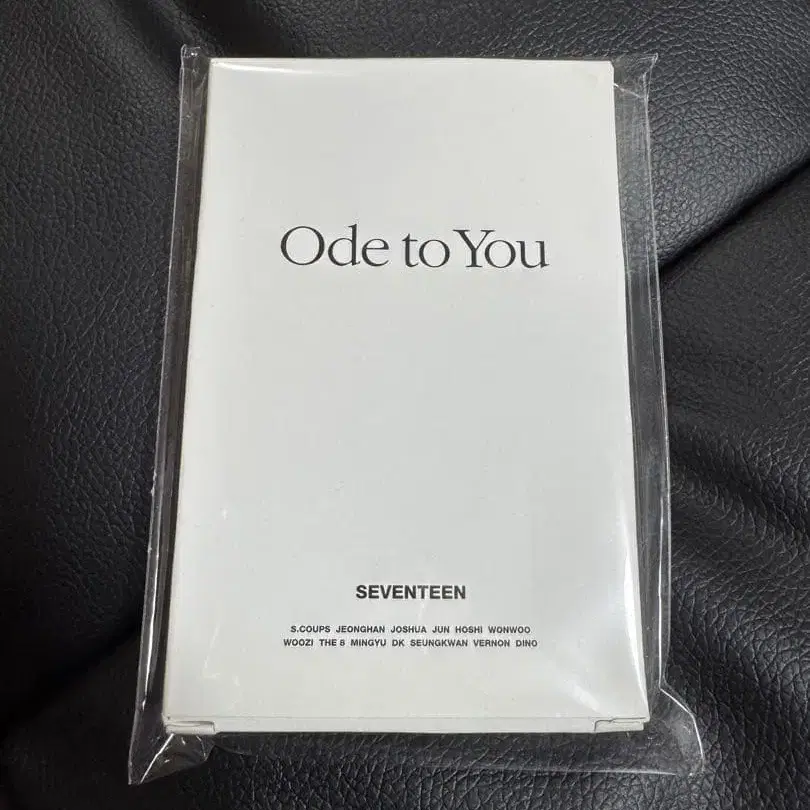 Ode to You
SEVENTEEN
S.COUPS JEONGHAN JOSHUA JUN HOSHI WONWOO
WOOZI THE 8 MINGYU DK SEUNGKWAN VERNON DINO